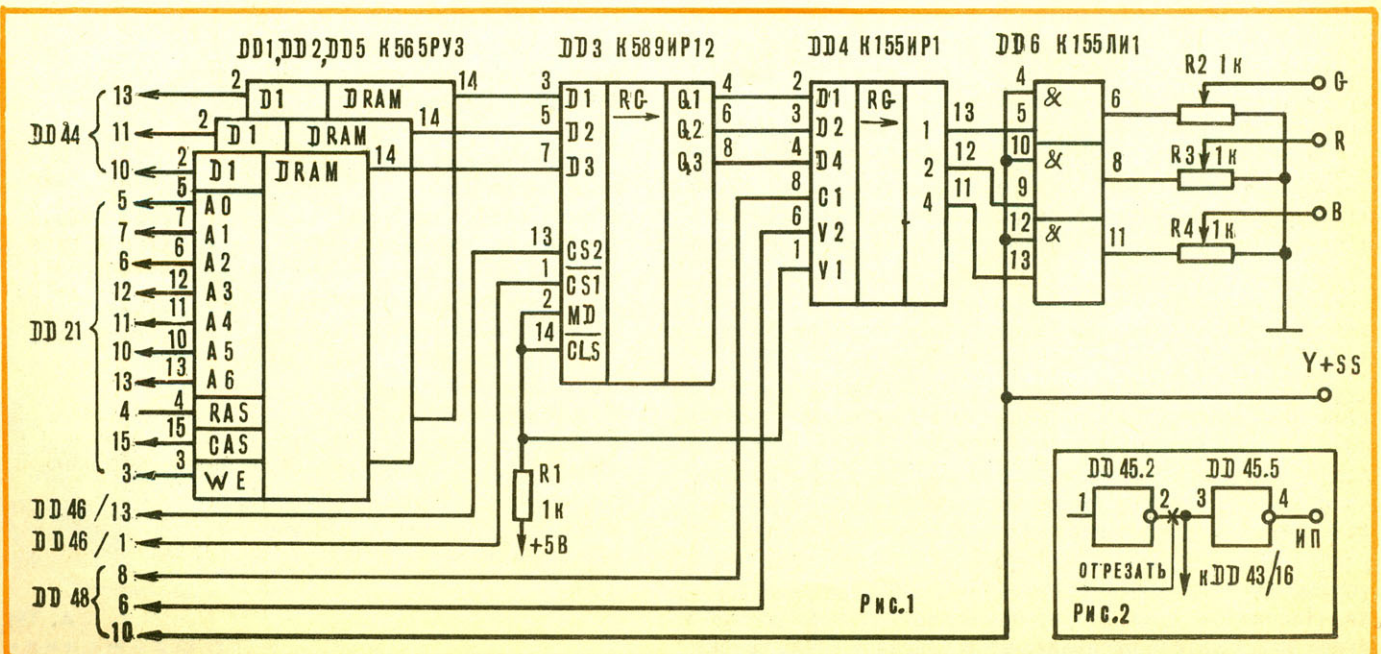 DD1,DD2,DD5 К565РУ3
DD3 К589ИР12
DD4 К155ИР1
DD6 К155ЛИ1
DD44
13
11
10
2
D1
DRAM
14
2
D1
DRAM
14
2
D1
DRAM
14
DD21
5 5 A0
7 7 A1
6 6 A2
12 12 A3
11 11 A4
10 10 A5
13 13 A6
4 4 RAS
15 15 CAS
3 3 WE
DD46/13
DD46/1
DD48
8
6
10
3 D1 RG Q1 4
5 D2 Q2 6
7 D3 Q3 8
13 CS2
1 CS1
2 MD
14 CLS
R1
1к
+5В
2 D1 RG
3 D2 1 13
4 D4 2 12
8 C1 4 11
6 V2
1 V1
4 & 6
5
10 & 8
9
12 & 11
13
R2 1к G
R3 1к R
R4 1к B
Y+SS
Рис.1
DD45.2 DD45.5
1 2 3 4
ИП
ОТРЕЗАТЬ кDD43/16
Рис.2